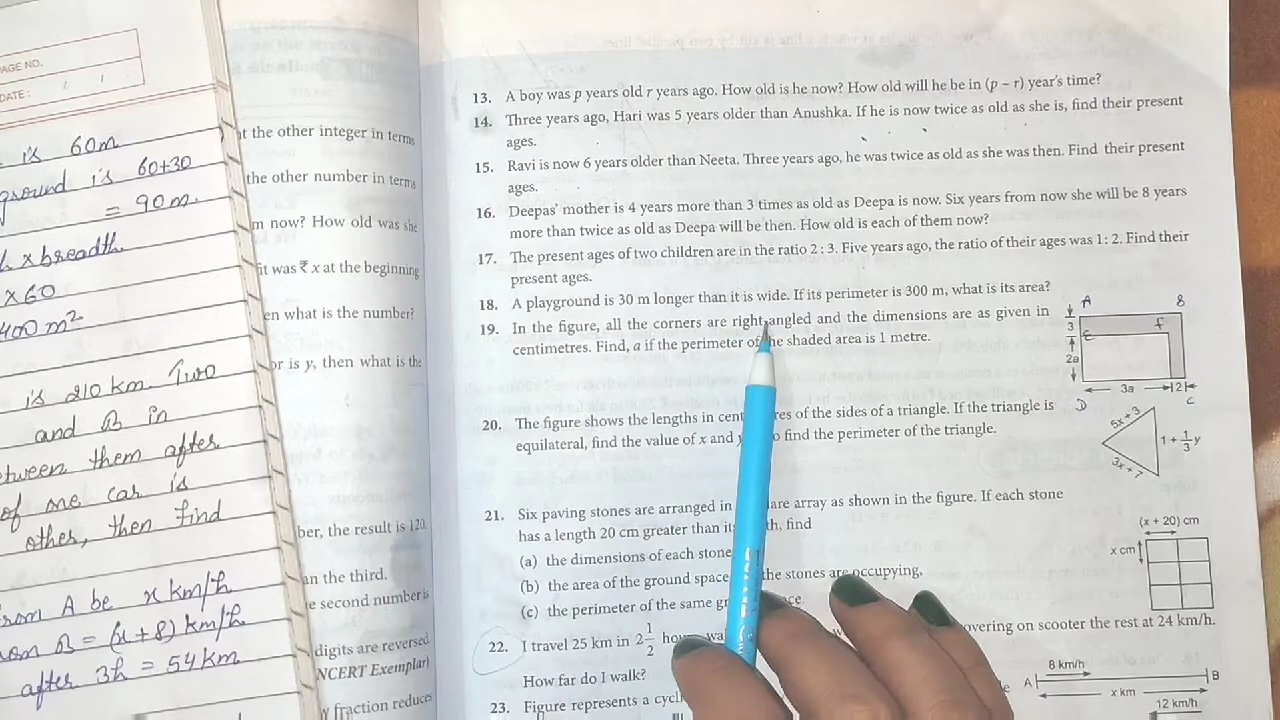 PAGE NO.
DATE :
is 60m
ground is 60+30
= 90m.
x breadth
x 60
400 m²
is 210 km. Two
and B in
between them after
of one car is
other, then find
from A be x km/h
from B = (x+8) km/h
after 3h = 54 km
t the other integer in terms
the other number in terms
m now? How old was she
it was ₹ x at the beginning
en what is the number?
or is y, then what is the
ber, the result is 120.
an the third.
e second number is
digits are reversed
NCERT Exemplar)
fraction reduces
13. A boy was p years old r years ago. How old is he now? How old will he be in (p – r) year's time?
14. Three years ago, Hari was 5 years older than Anushka. If he is now twice as old as she is, find their present
ages.
15. Ravi is now 6 years older than Neeta. Three years ago, he was twice as old as she was then. Find their present
ages.
16. Deepas' mother is 4 years more than 3 times as old as Deepa is now. Six years from now she will be 8 years
more than twice as old as Deepa will be then. How old is each of them now?
17. The present ages of two children are in the ratio 2 : 3. Five years ago, the ratio of their ages was 1 : 2. Find their
present ages.
18. A playground is 30 m longer than it is wide. If its perimeter is 300 m, what is its area?
19. In the figure, all the corners are right-angled and the dimensions are as given in
centimetres. Find, a if the perimeter of the shaded area is 1 metre.
A B
3 E F
2a
3a 2
D C
20. The figure shows the lengths in cent res of the sides of a triangle. If the triangle is
equilateral, find the value of x and o find the perimeter of the triangle.
5x + 3
1 + 1/3 y
3x + 7
21. Six paving stones are arranged in are array as shown in the figure. If each stone
has a length 20 cm greater than its th, find
(a) the dimensions of each stone
(b) the area of the ground space the stones are occupying,
(c) the perimeter of the same gr ce.
(x + 20) cm
x cm
22. I travel 25 km in 2 1/2 hou wa overing on scooter the rest at 24 km/h.
How far do I walk?
23. Figure represents a cycl
8 km/h
A B
x km
12 km/h